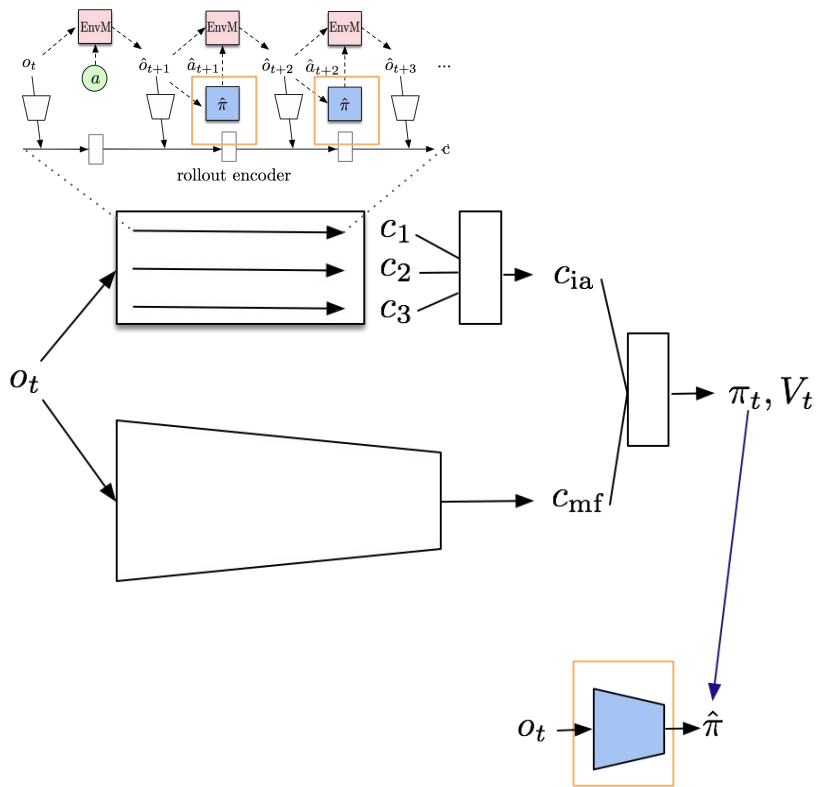 EnvM EnvM EnvM
o_t a ô_{t+1} â_{t+1} ô_{t+2} â_{t+2} ô_{t+3} ...
π̂ π̂
c
rollout encoder
c_1
c_2
c_3
c_ia
o_t
π_t, V_t
c_mf
o_t π̂